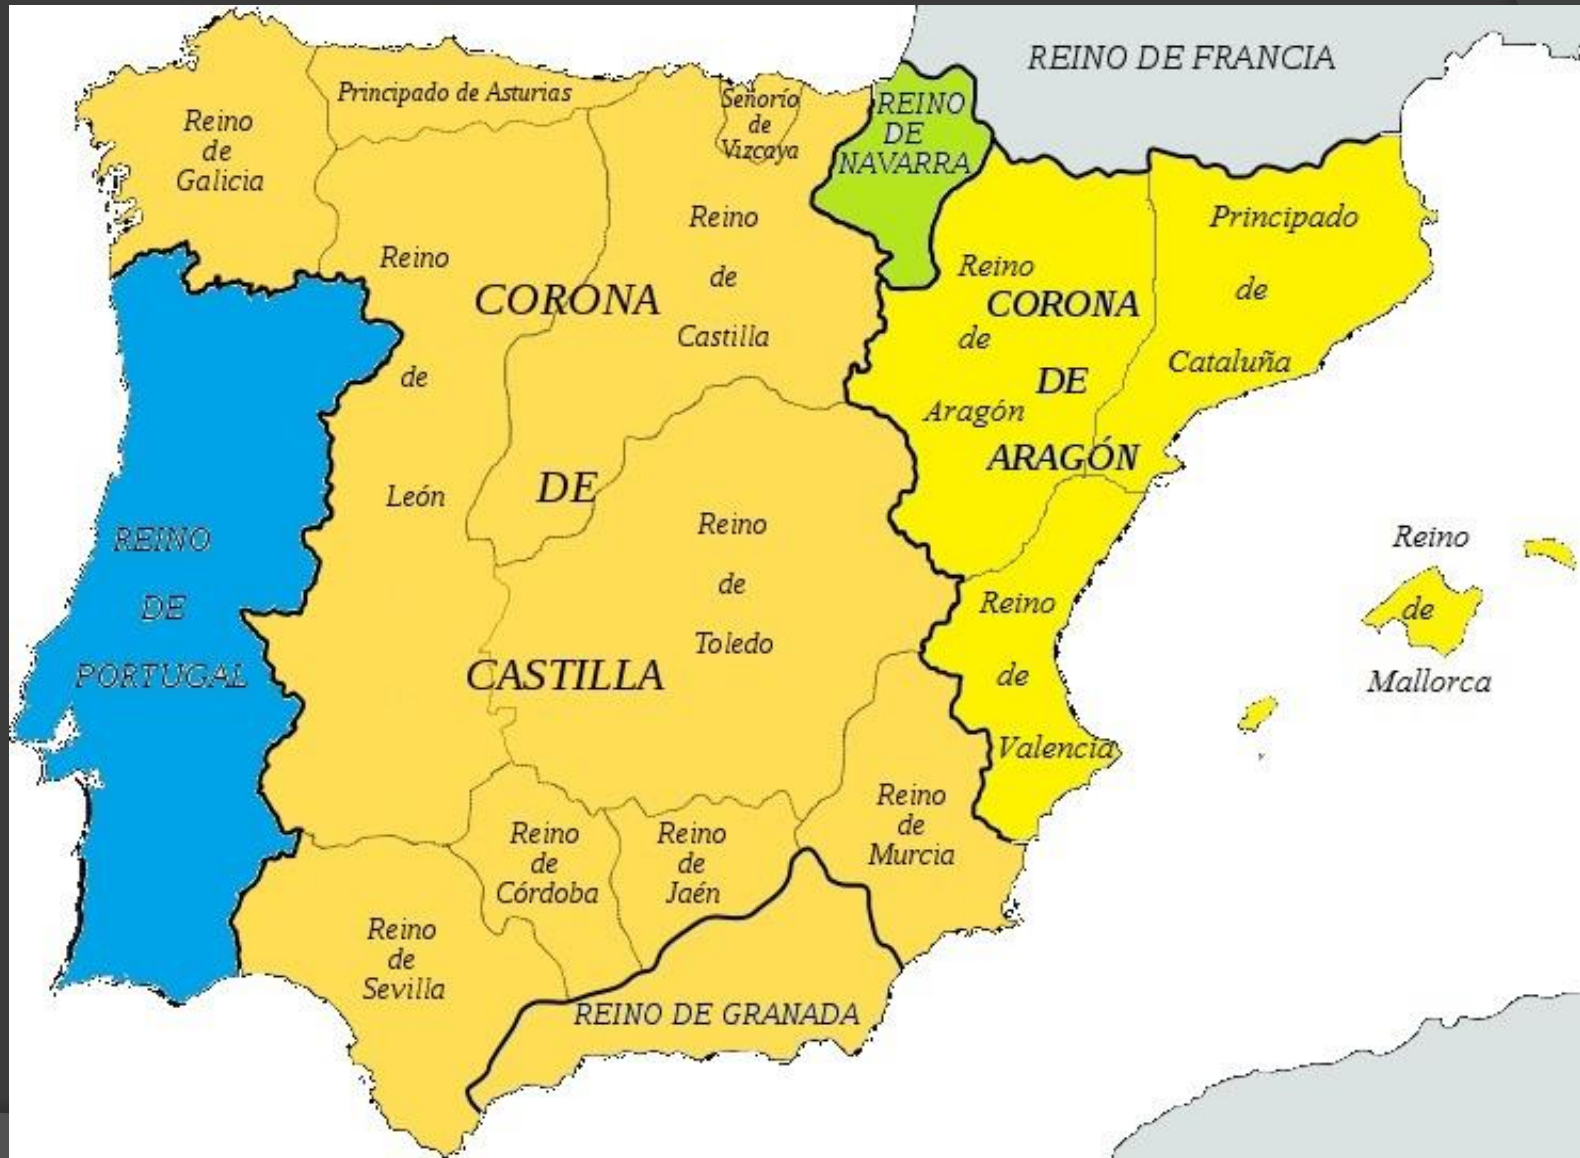 REINO DE FRANCIA
Principado de Asturias
Reino
de
Galicia
Señorío
de
Vizcaya
REINO
DE
NAVARRA
Reino
de
León
Reino
de
Castilla
CORONA
DE
CASTILLA
Reino
de
Aragón
CORONA
DE
ARAGÓN
Principado
de
Cataluña
REINO
DE
PORTUGAL
Reino
de
Toledo
Reino
de
Valencia
Reino
de
Mallorca
Reino
de
Murcia
Reino
de
Córdoba
Reino
de
Jaén
Reino
de
Sevilla
REINO DE GRANADA